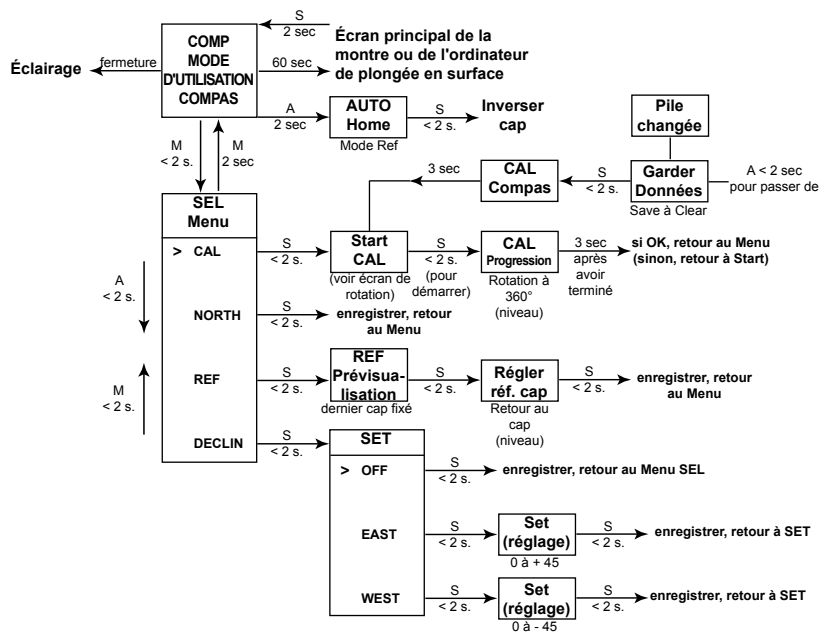 S
2 sec
COMP
MODE
D'UTILISATION
COMPAS
Éclairage
fermeture
60 sec
Écran principal de la
montre ou de l'ordinateur
de plongée en surface
A
2 sec
AUTO
Home
Mode Ref
S
< 2 s.
Inverser
cap
Pile
changée
M
< 2 s.
M
2 sec
3 sec
CAL
Compas
S
< 2 s.
Garder
Données
Save à Clear
A < 2 sec
pour passer de
SEL
Menu
> CAL
S
< 2 s.
Start
CAL
(voir écran de
rotation)
S
< 2 s.
(pour
démarrer)
CAL
Progression
Rotation à
360°
(niveau)
3 sec
après
avoir
terminé
si OK, retour au Menu
(sinon, retour à Start)
A
< 2 s.
NORTH
S
< 2 s.
enregistrer, retour
au Menu
M
< 2 s.
REF
S
< 2 s.
REF
Prévisua-
lisation
dernier cap fixé
S
< 2 s.
Régler
réf. cap
Retour au
cap
(niveau)
S
< 2 s.
enregistrer, retour
au Menu
DECLIN
S
< 2 s.
SET
> OFF
S
< 2 s.
enregistrer, retour au Menu SEL
EAST
S
< 2 s.
Set
(réglage)
0 à + 45
S
< 2 s.
enregistrer, retour à SET
WEST
S
< 2 s.
Set
(réglage)
0 à - 45
S
< 2 s.
enregistrer, retour à SET